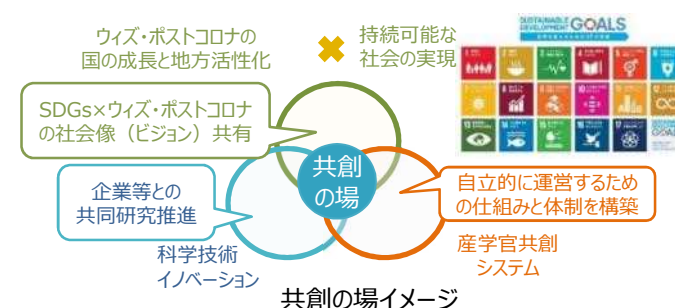 ウィズ・ポストコロナの
国の成長と地方活性化
持続可能な
社会の実現
SUSTAINABLE
DEVELOPMENT GOALS
SDGs×ウィズ・ポストコロナ
の社会像（ビジョン）共有
共創
の場
企業等との
共同研究推進
自立的に運営するため
の仕組みと体制を構築
科学技術
イノベーション
産学官共創
システム
共創の場イメージ